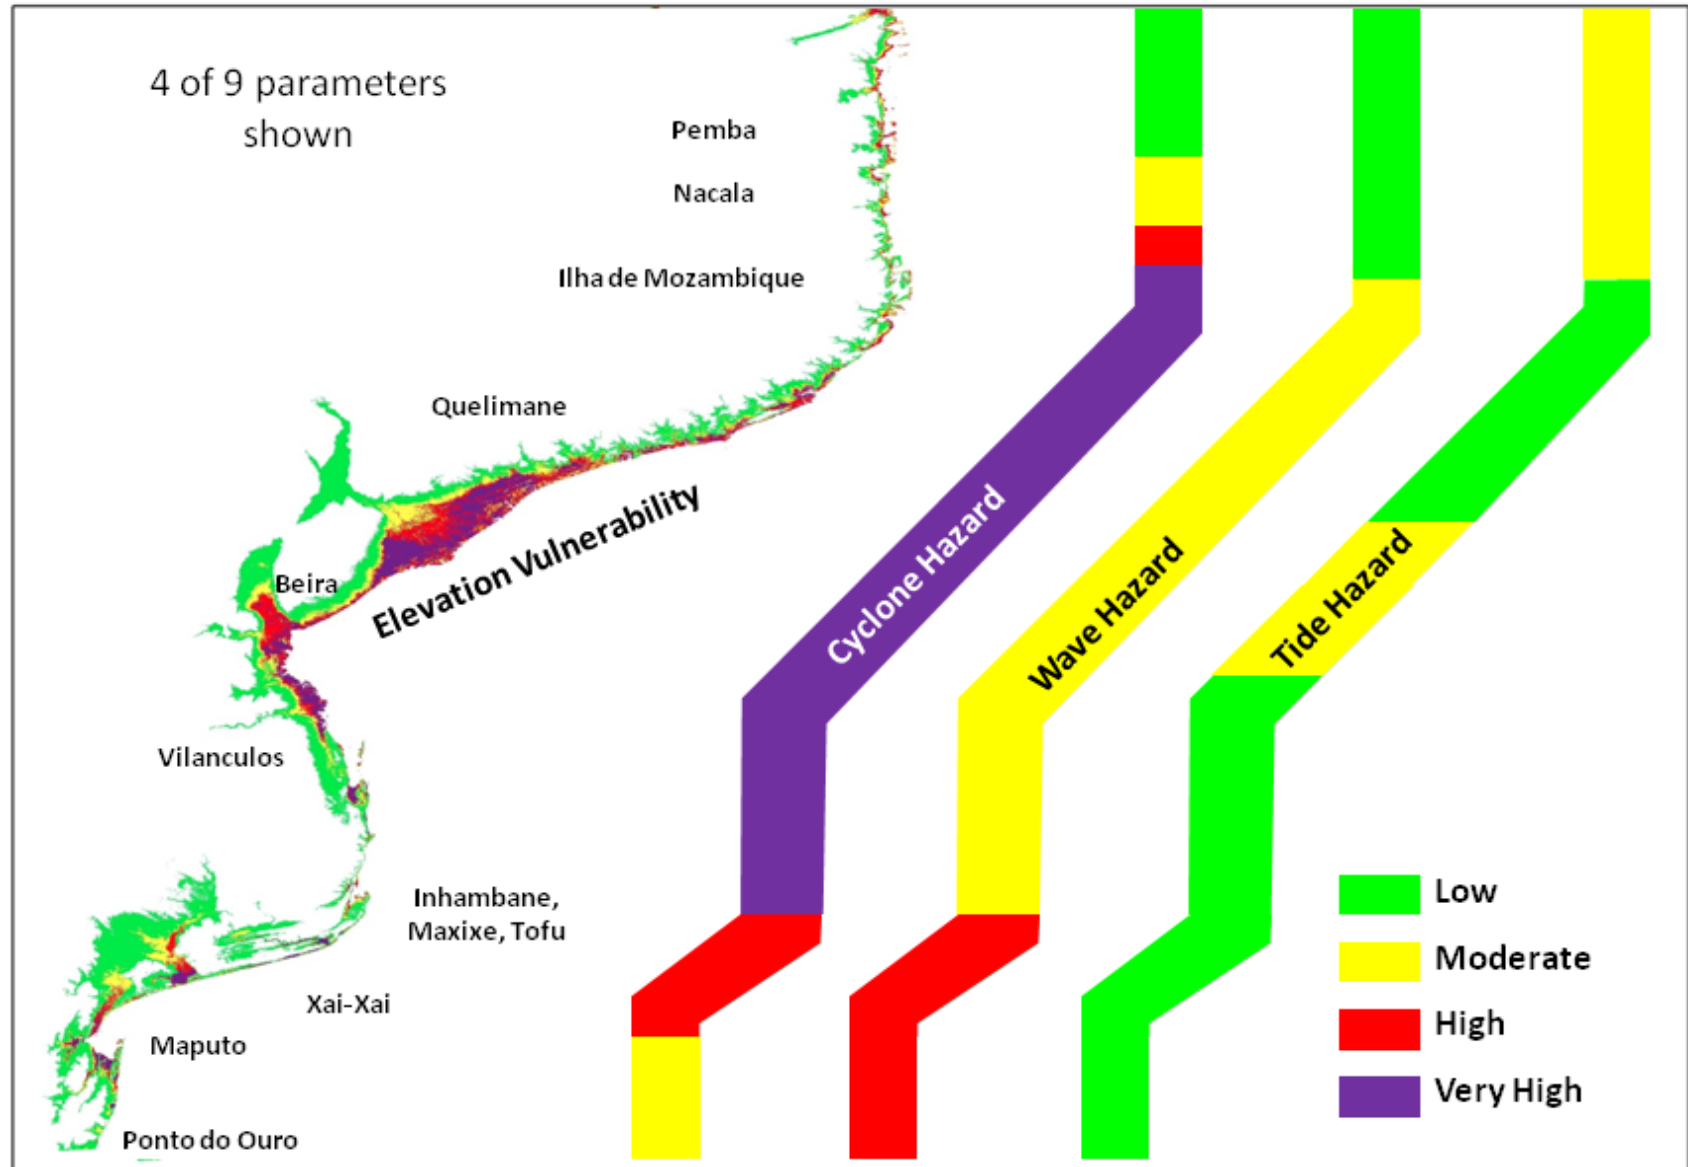 4 of 9 parameters
shown
Pemba
Nacala
Ilha de Mozambique
Quelimane
Elevation Vulnerability
Beira
Cyclone Hazard
Wave Hazard
Tide Hazard
Vilanculos
Inhambane,
Maxixe, Tofu
Xai-Xai
Maputo
Ponto do Ouro
Low
Moderate
High
Very High